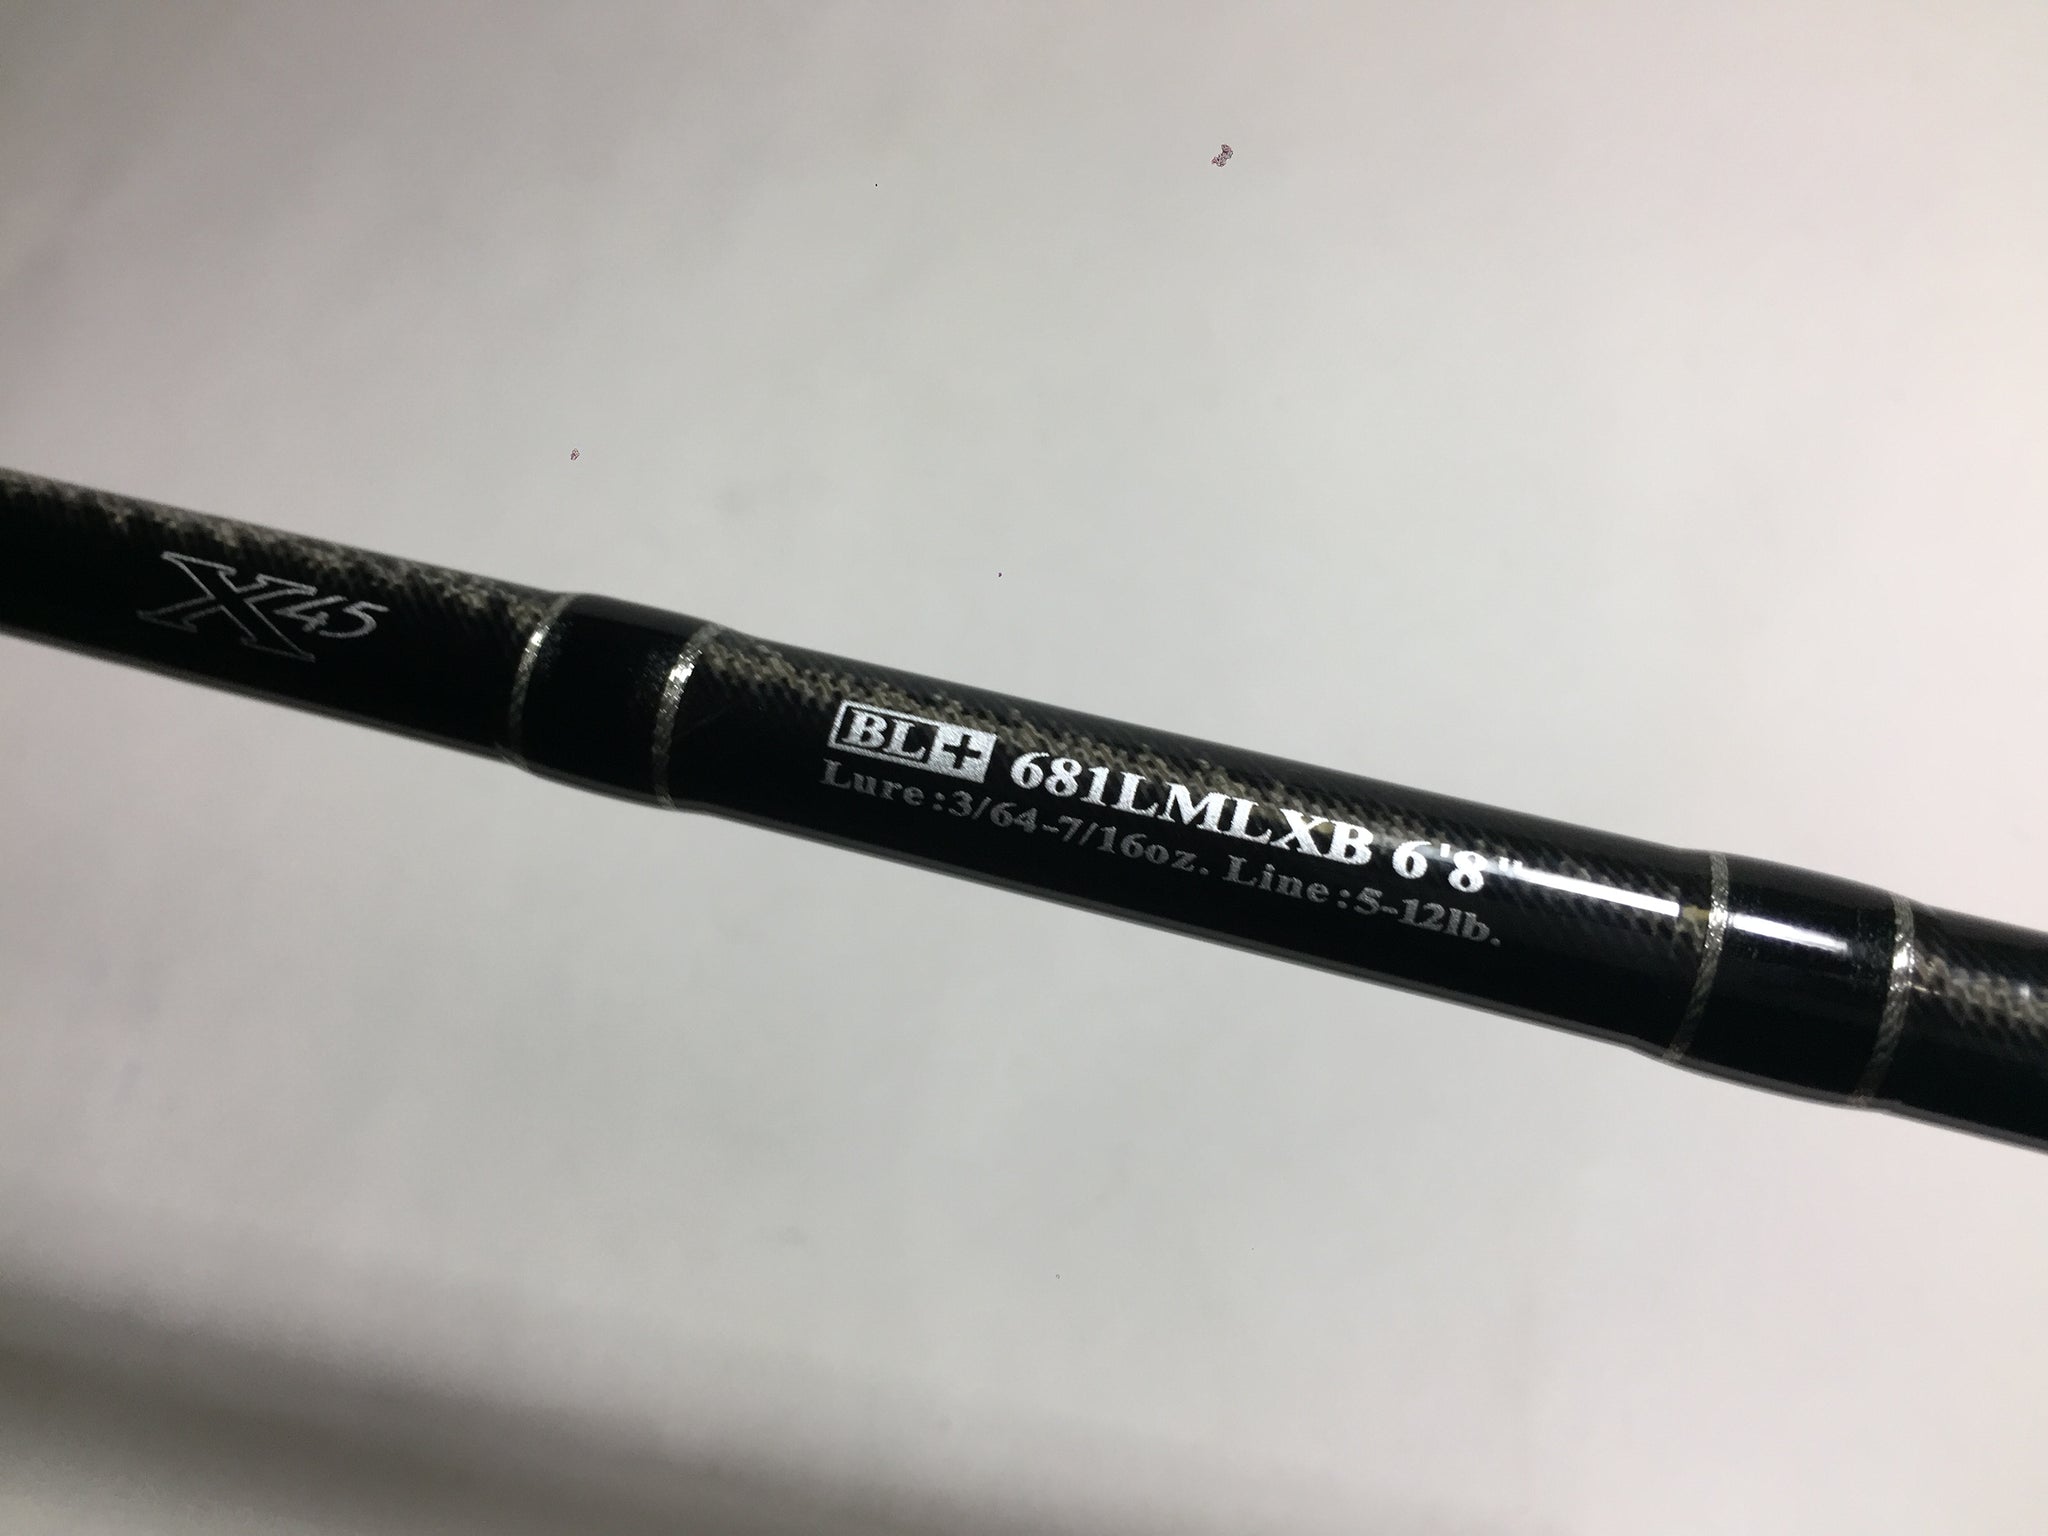 X45
BL+ 681LMLXB 6'8"
Lure:3/64-7/16oz. Line:5-12lb.